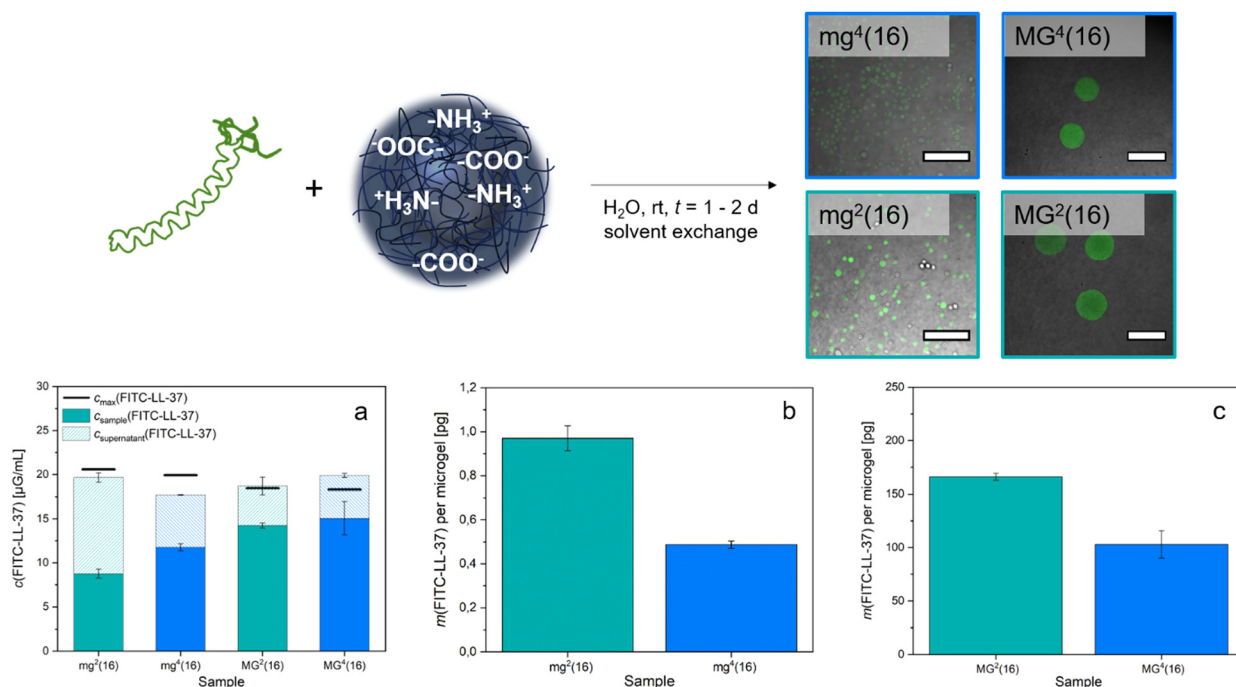 -NH₃⁺
⁻OOC-
-COO⁻
⁺H₃N-
-NH₃⁺
-COO⁻
+
H₂O, rt, t = 1 - 2 d
solvent exchange
mg⁴(16)
MG⁴(16)
mg²(16)
MG²(16)
a
c_max(FITC-LL-37)
c_sample(FITC-LL-37)
c_supernatant(FITC-LL-37)
c(FITC-LL-37) [µG/mL]
30
25
20
15
10
5
0
mg²(16) mg⁴(16) MG²(16) MG⁴(16)
Sample
b
m(FITC-LL-37) per microgel [pg]
1,2
1,0
0,8
0,6
0,4
0,2
0,0
mg²(16) mg⁴(16)
Sample
c
m(FITC-LL-37) per microgel [pg]
250
200
150
100
50
0
MG²(16) MG⁴(16)
Sample